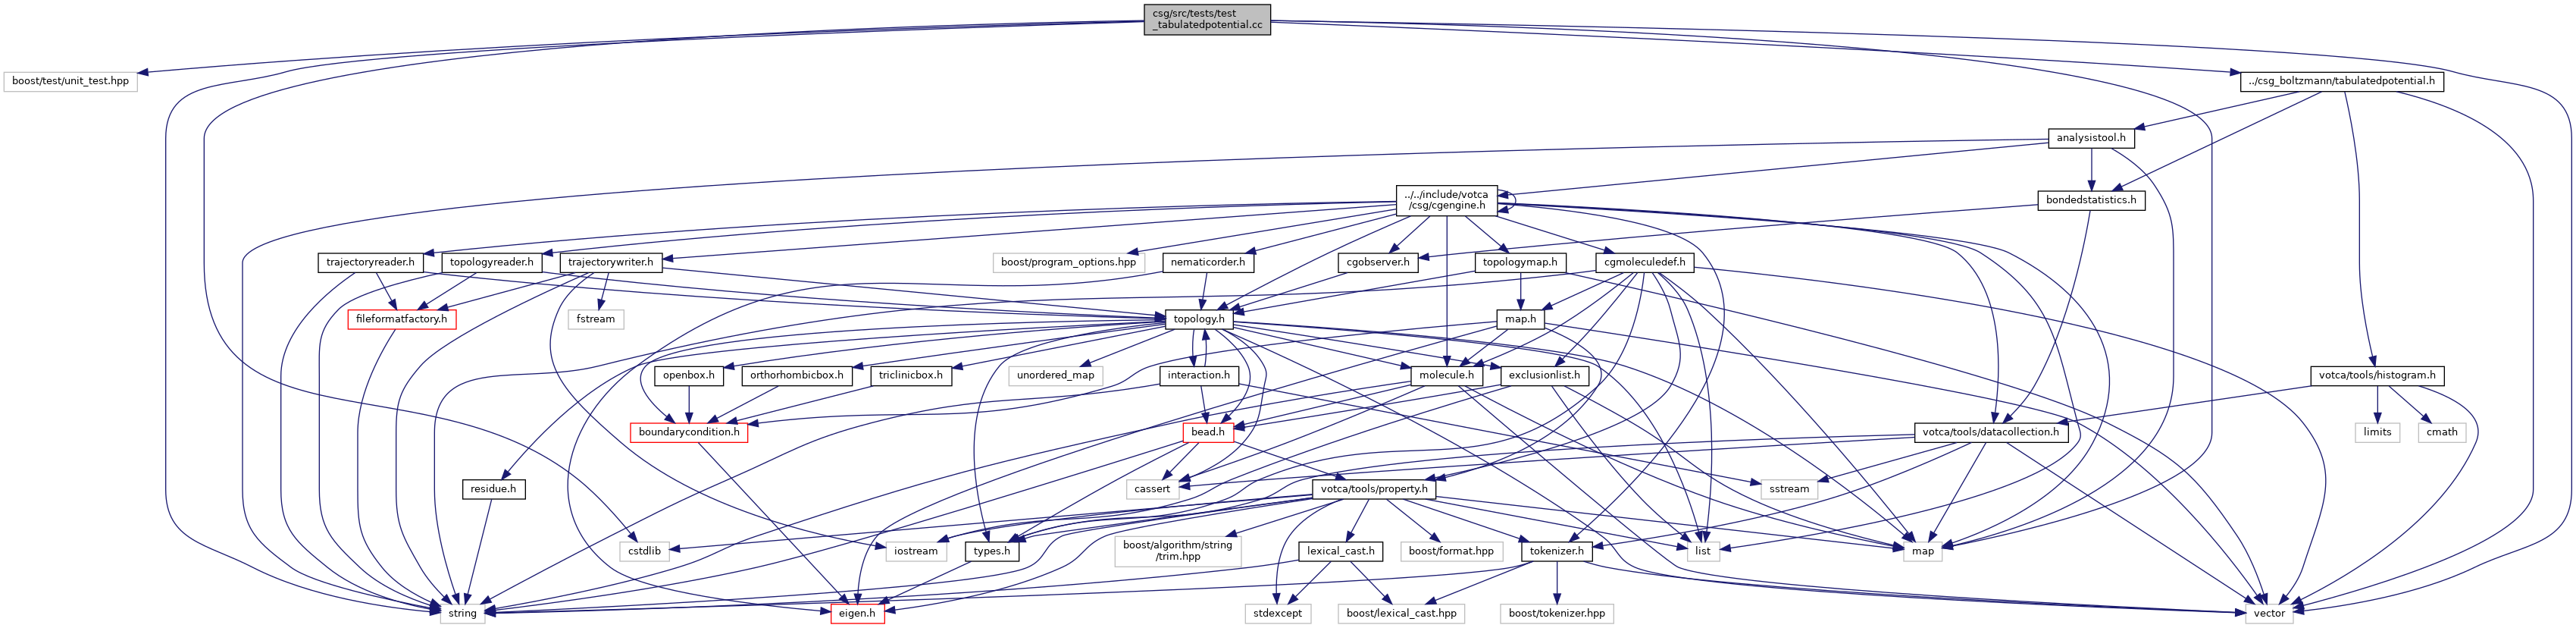 csg/src/tests/test
_tabulatedpotential.cc
boost/test/unit_test.hpp
../csg_boltzmann/tabulatedpotential.h
analysistool.h
../../include/votca
/csg/cgengine.h
bondedstatistics.h
trajectoryreader.h
topologyreader.h
trajectorywriter.h
boost/program_options.hpp
nematicorder.h
cgobserver.h
topologymap.h
cgmoleculedef.h
fileformatfactory.h
fstream
topology.h
map.h
openbox.h
orthorhombicbox.h
triclinicbox.h
unordered_map
interaction.h
molecule.h
exclusionlist.h
votca/tools/histogram.h
boundarycondition.h
bead.h
votca/tools/datacollection.h
limits
cmath
residue.h
cassert
votca/tools/property.h
sstream
cstdlib
iostream
types.h
boost/algorithm/string
/trim.hpp
lexical_cast.h
boost/format.hpp
tokenizer.h
list
map
string
eigen.h
stdexcept
boost/lexical_cast.hpp
boost/tokenizer.hpp
vector